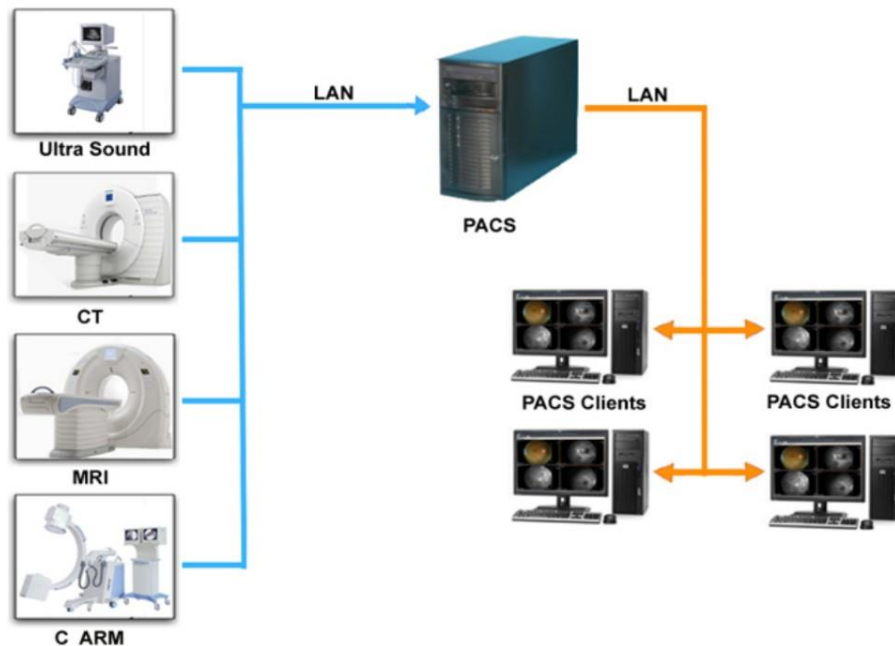 Ultra Sound
LAN
PACS
LAN
CT
MRI
C ARM
PACS Clients
PACS Clients